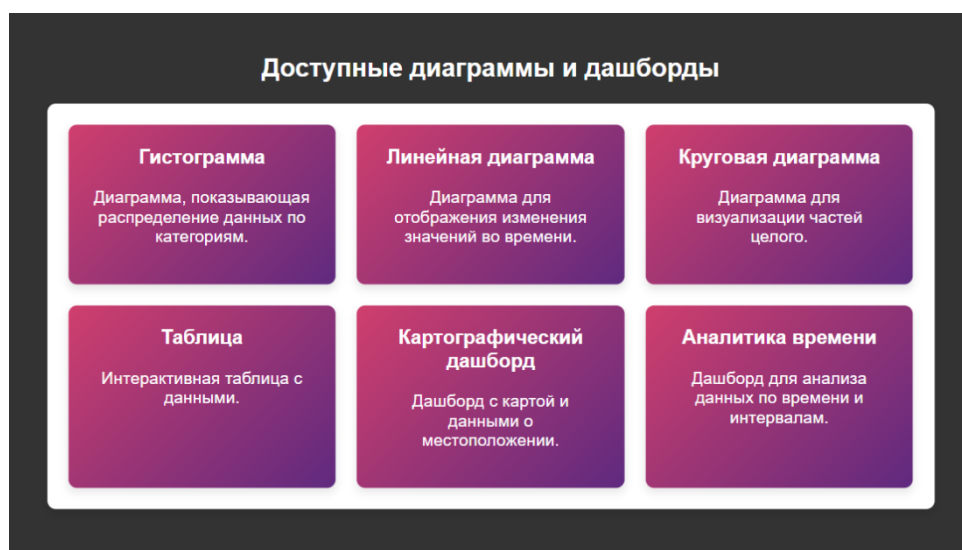 Доступные диаграммы и дашборды
Гистограмма
Диаграмма, показывающая
распределение данных по
категориям.
Линейная диаграмма
Диаграмма для
отображения изменения
значений во времени.
Круговая диаграмма
Диаграмма для
визуализации частей
целого.
Таблица
Интерактивная таблица с
данными.
Картографический
дашборд
Дашборд с картой и
данными о
местоположении.
Аналитика времени
Дашборд для анализа
данных по времени и
интервалам.